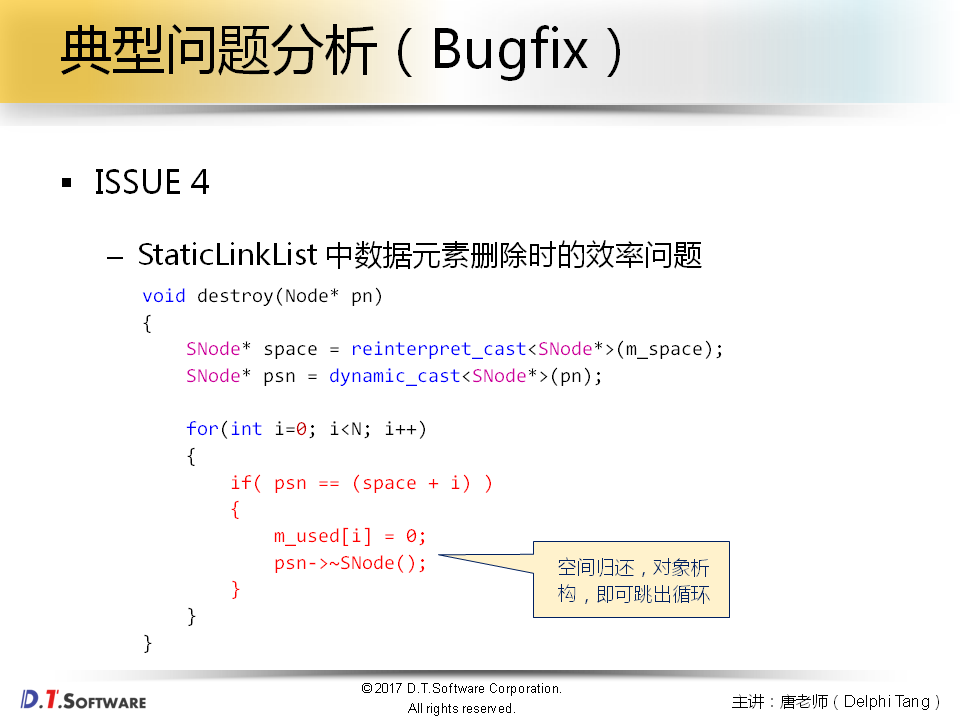 典型问题分析（Bugfix）
▪ ISSUE 4
– StaticLinkList 中数据元素删除时的效率问题
void destroy(Node* pn)
{
    SNode* space = reinterpret_cast<SNode*>(m_space);
    SNode* psn = dynamic_cast<SNode*>(pn);

    for(int i=0; i<N; i++)
    {
        if( psn == (space + i) )
        {
            m_used[i] = 0;
            psn->~SNode();
        }
    }
}
空间归还，对象析
构，即可跳出循环
D.T.SOFTWARE
©2017 D.T.Software Corporation.
All rights reserved.
主讲：唐老师（Delphi Tang）